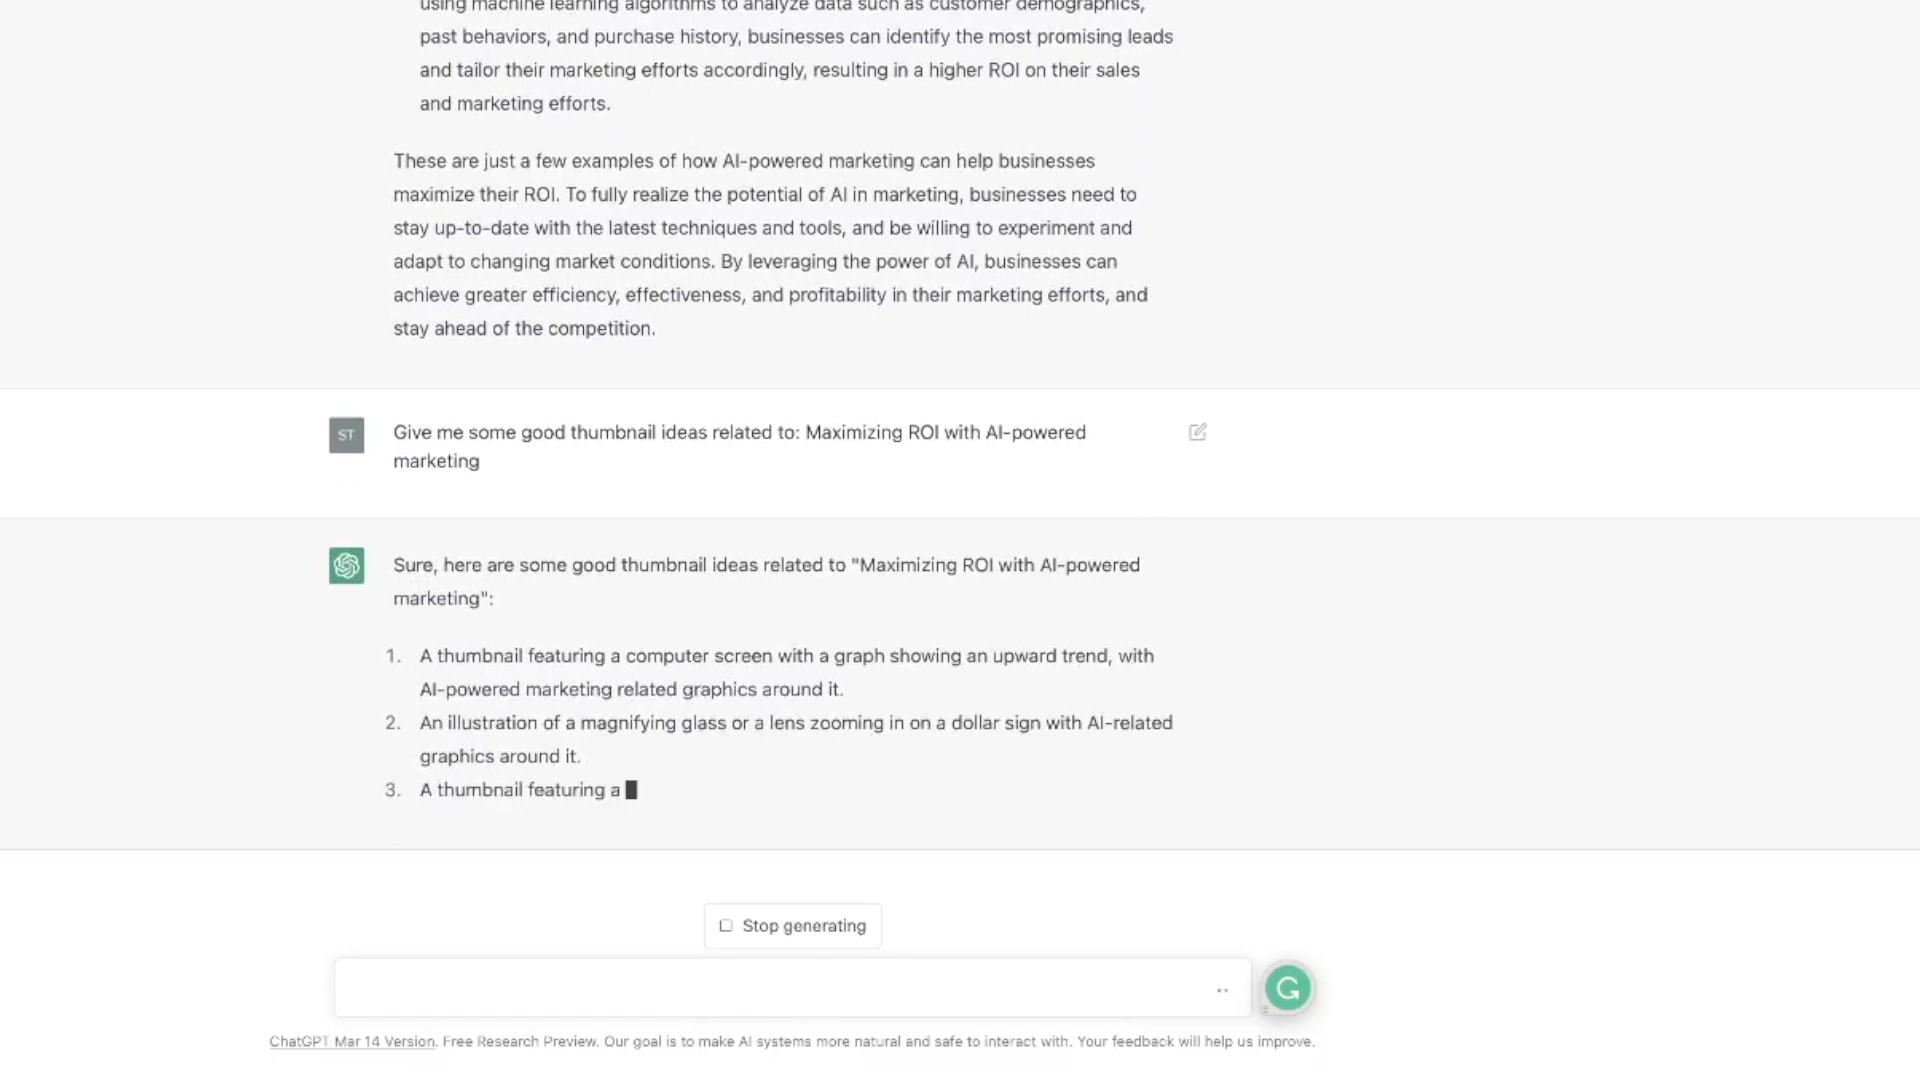 using machine learning algorithms to analyze data such as customer demographics,
past behaviors, and purchase history, businesses can identify the most promising leads
and tailor their marketing efforts accordingly, resulting in a higher ROI on their sales
and marketing efforts.
These are just a few examples of how AI-powered marketing can help businesses
maximize their ROI. To fully realize the potential of AI in marketing, businesses need to
stay up-to-date with the latest techniques and tools, and be willing to experiment and
adapt to changing market conditions. By leveraging the power of AI, businesses can
achieve greater efficiency, effectiveness, and profitability in their marketing efforts, and
stay ahead of the competition.
ST
Give me some good thumbnail ideas related to: Maximizing ROI with AI-powered
marketing
Sure, here are some good thumbnail ideas related to "Maximizing ROI with AI-powered
marketing":
1. A thumbnail featuring a computer screen with a graph showing an upward trend, with
AI-powered marketing related graphics around it.
2. An illustration of a magnifying glass or a lens zooming in on a dollar sign with AI-related
graphics around it.
3. A thumbnail featuring a
Stop generating
ChatGPT Mar 14 Version. Free Research Preview. Our goal is to make AI systems more natural and safe to interact with. Your feedback will help us improve.